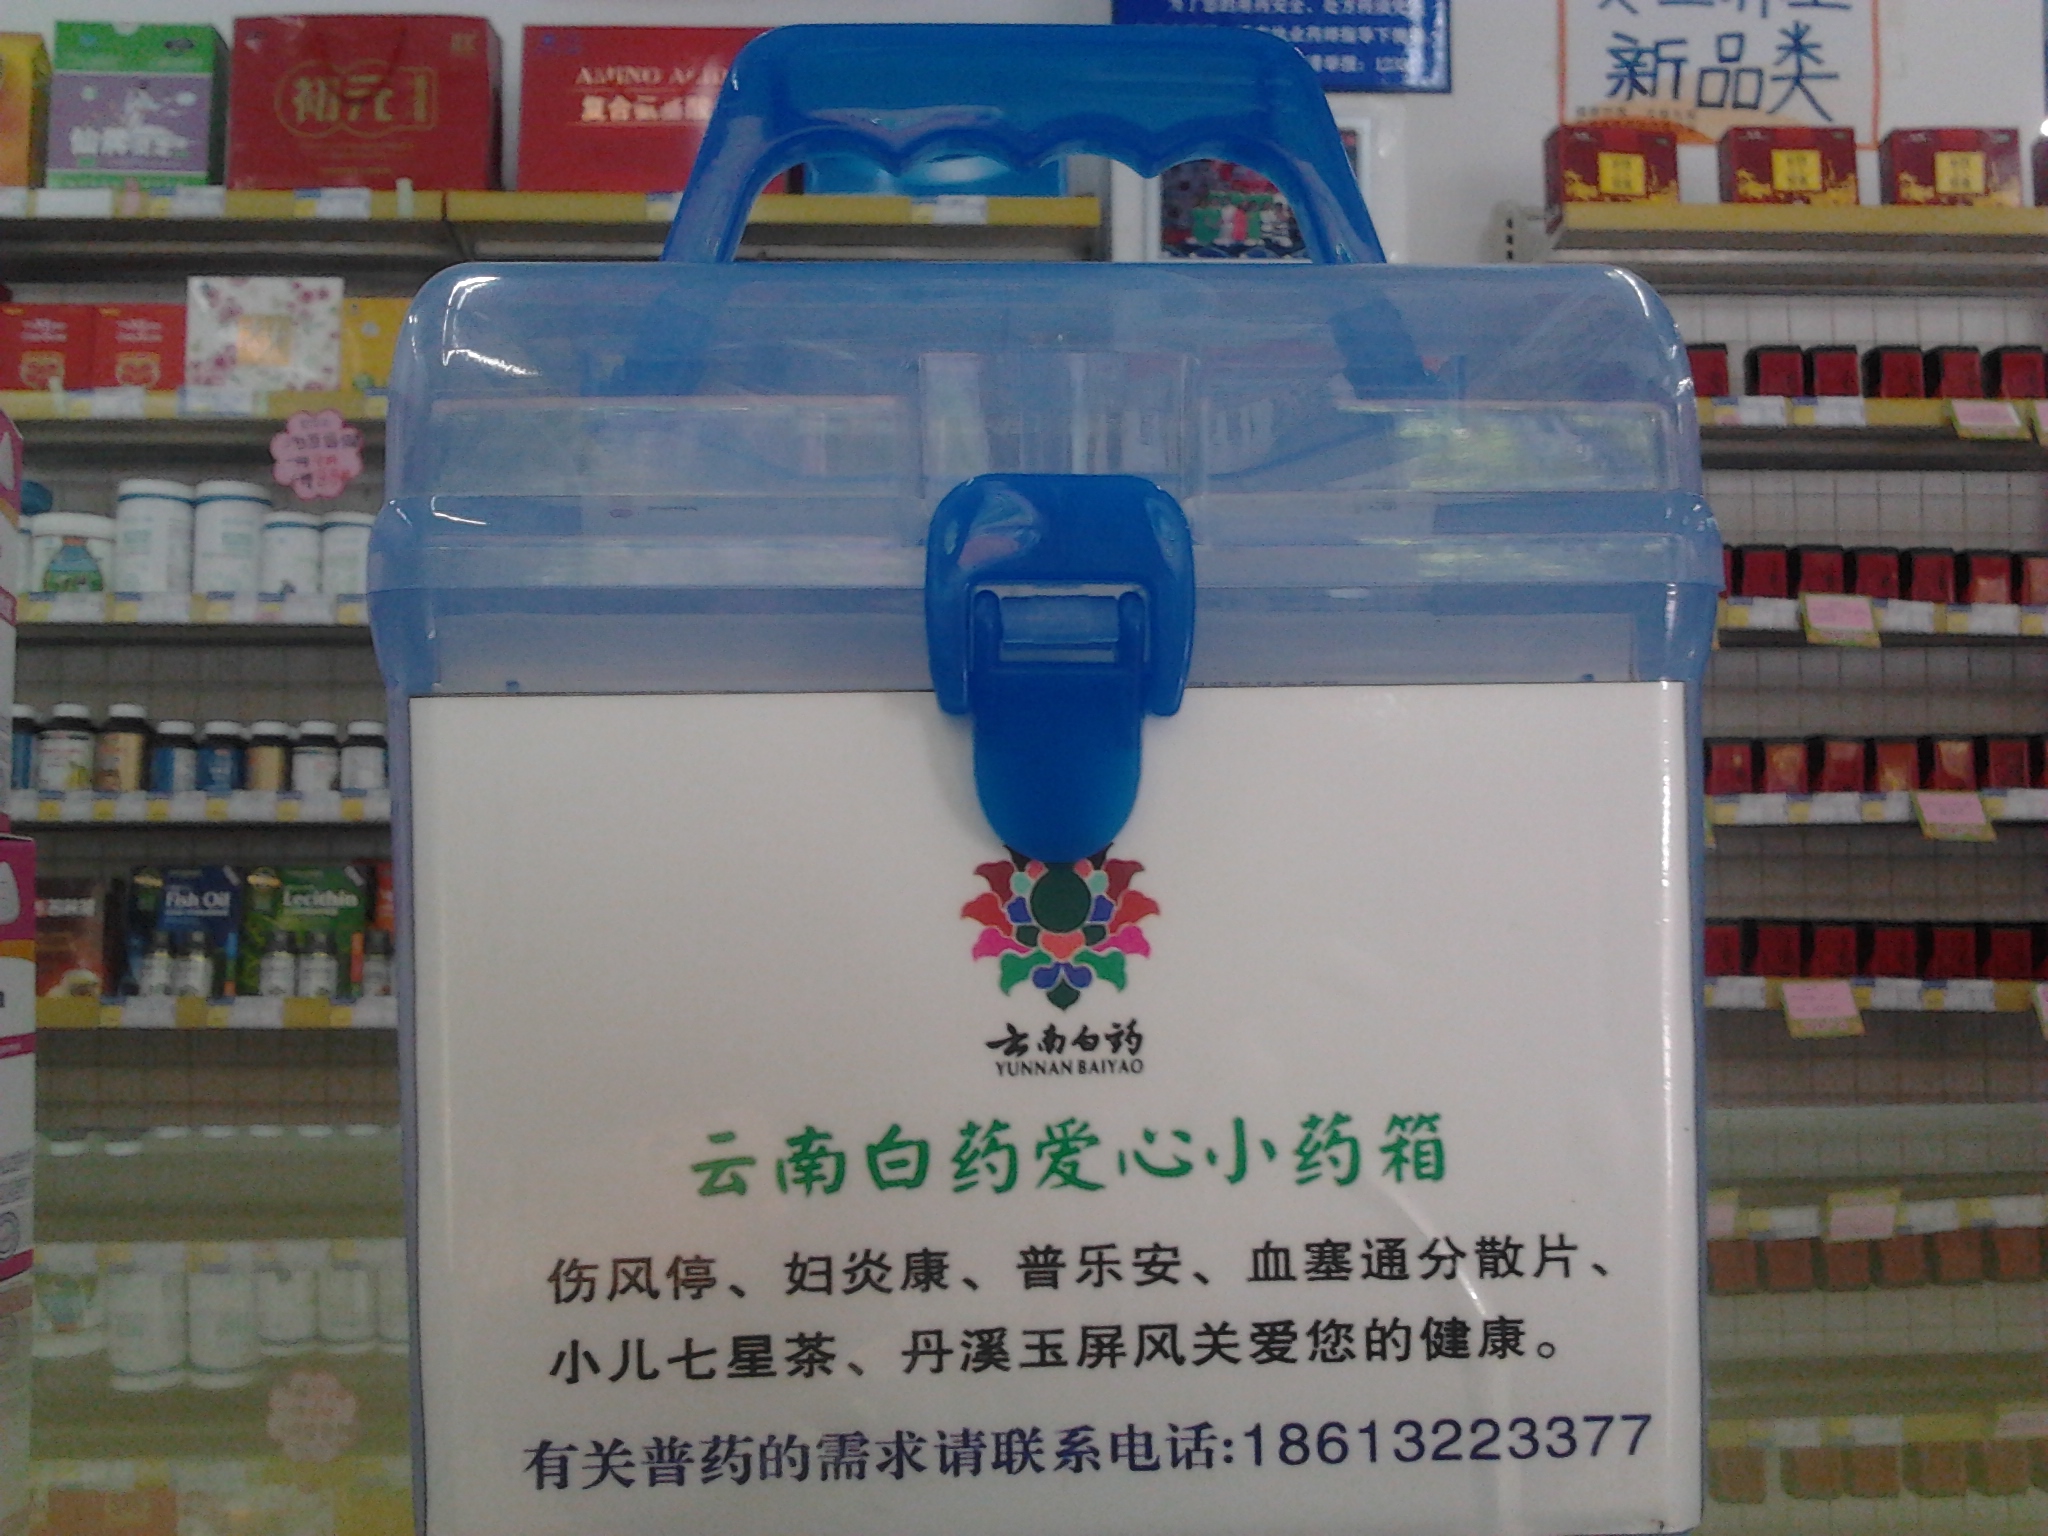 新品类
AMINO
Fish Oil
Lecithin
云南白药
YUNNAN BAIYAO
云南白药爱心小药箱
伤风停、妇炎康、普乐安、血塞通分散片、
小儿七星茶、丹溪玉屏风关爱您的健康。
有关普药的需求请联系电话:18613223377